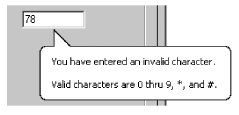 78
You have entered an invalid character.
Valid characters are 0 thru 9, *, and #.